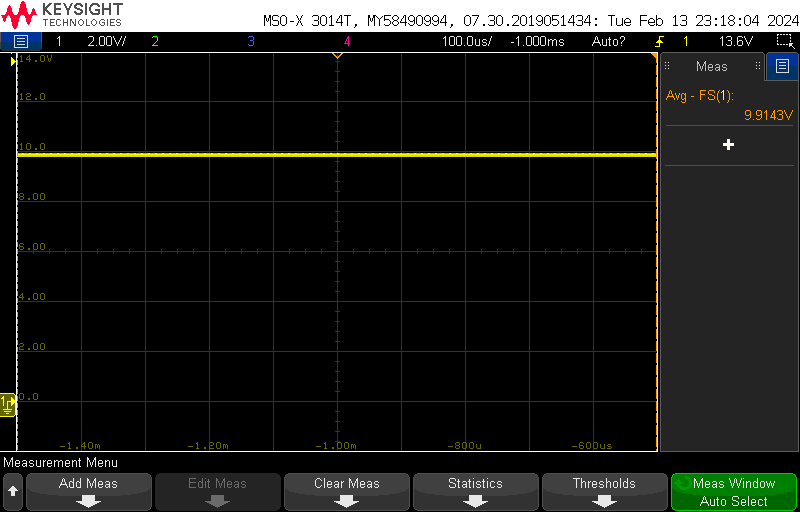 KEYSIGHT
TECHNOLOGIES
MSO-X 3014T, MY58490994, 07.30.2019051434: Tue Feb 13 23:18:04 2024
1 2.00V/ 2 3 4 100.0us/ -1.000ms Auto? 1 13.6V
14.0V
12.0
10.0
8.00
6.00
4.00
2.00
0.0
1
-1.40m -1.20m -1.00m -800u -600us
Meas
Avg - FS(1):
9.9143V
+
Measurement Menu
Add Meas
Edit Meas
Clear Meas
Statistics
Thresholds
Meas Window
Auto Select